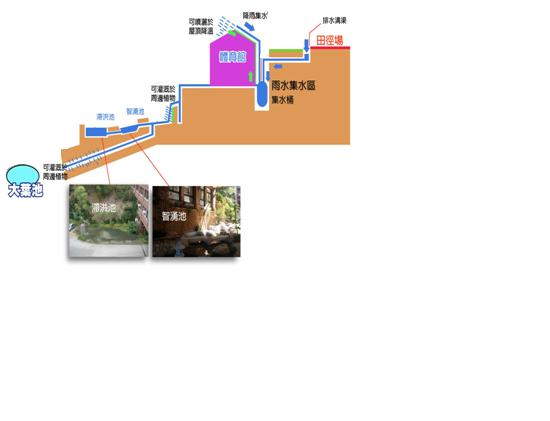 降雨集水
排水溝渠
可噴灑於
屋頂降溫
田徑場
體育館
雨水集水區
集水桶
可灌溉於
周邊植物
智湧池
滯洪池
可灌溉於
周邊植物
大葉池
滯洪池
智湧池